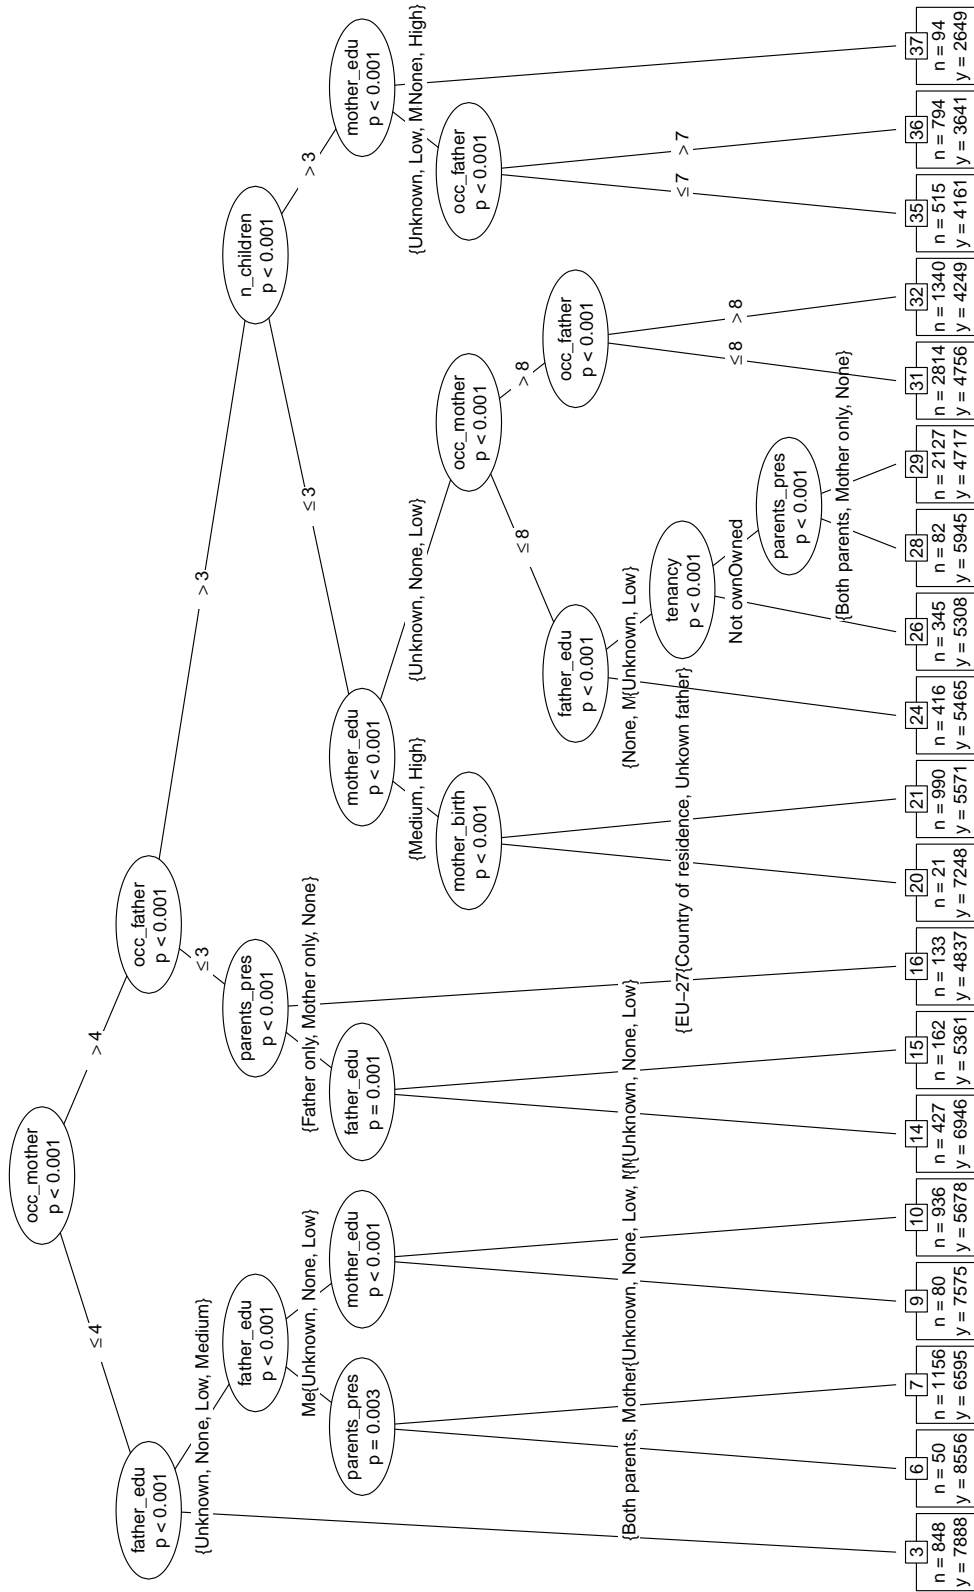 occ_mother
p < 0.001
≤ 4
> 4
father_edu
p < 0.001
{Unknown, None, Low, Medium}
father_edu
p < 0.001
Me{Unknown, None, Low}
parents_pres
p = 0.003
mother_edu
p < 0.001
{Both parents, Mother{Unknown, None, Low,
{Unknown, None, Low}
occ_father
p < 0.001
≤ 3
> 3
parents_pres
p < 0.001
{Father only, Mother only, None}
father_edu
p = 0.001
n_children
p < 0.001
≤ 3
> 3
mother_edu
p < 0.001
{Medium, High}
{Unknown, None, Low}
mother_birth
p < 0.001
{EU−27{Country of residence, Unkown father}
occ_mother
p < 0.001
≤ 8
> 8
father_edu
p < 0.001
{None, M{Unknown, Low}
tenancy
p < 0.001
Not ownOwned
parents_pres
p < 0.001
{Both parents, Mother only, None}
occ_father
p < 0.001
≤ 8
> 8
mother_edu
p < 0.001
{Unknown, Low, MNone, High}
occ_father
p < 0.001
≤ 7
> 7
3
n = 848
y = 7888
6
n = 50
y = 8556
7
n = 1156
y = 6595
9
n = 80
y = 7575
10
n = 936
y = 5678
14
n = 427
y = 6946
15
n = 162
y = 5361
16
n = 133
y = 4837
20
n = 21
y = 7248
21
n = 990
y = 5571
24
n = 416
y = 5465
26
n = 345
y = 5308
28
n = 82
y = 5945
29
n = 2127
y = 4717
31
n = 2814
y = 4756
32
n = 1340
y = 4249
35
n = 515
y = 4161
36
n = 794
y = 3641
37
n = 94
y = 2649